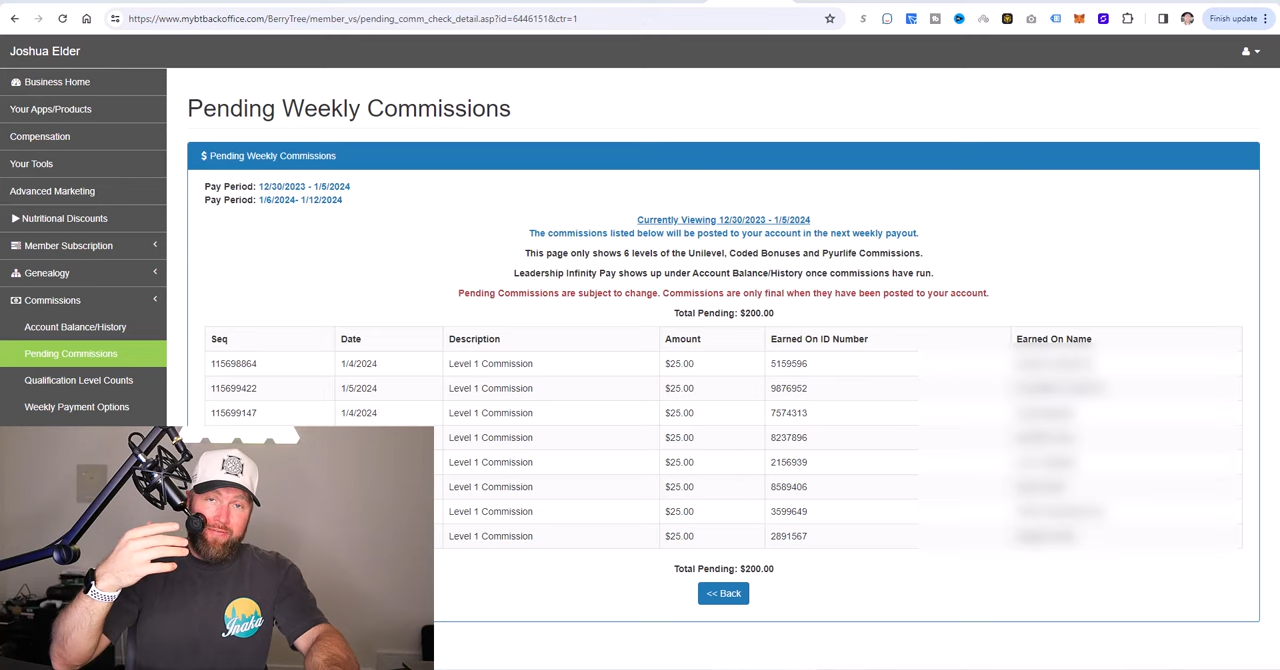 https://www.mybtbackoffice.com/BerryTree/member_vs/pending_comm_check_detail.asp?id=6446151&ctr=1
Finish update
Joshua Elder
Business Home
Your Apps/Products
Compensation
Your Tools
Advanced Marketing
Nutritional Discounts
Member Subscription
Genealogy
Commissions
Account Balance/History
Pending Commissions
Qualification Level Counts
Weekly Payment Options
Pending Weekly Commissions
$ Pending Weekly Commissions
Pay Period: 12/30/2023 - 1/5/2024
Pay Period: 1/6/2024- 1/12/2024
Currently Viewing 12/30/2023 - 1/5/2024
The commissions listed below will be posted to your account in the next weekly payout.
This page only shows 6 levels of the Unilevel, Coded Bonuses and Pyurlife Commissions.
Leadership Infinity Pay shows up under Account Balance/History once commissions have run.
Pending Commissions are subject to change. Commissions are only final when they have been posted to your account.
Total Pending: $200.00
Seq Date Description Amount Earned On ID Number Earned On Name
115698864 1/4/2024 Level 1 Commission $25.00 5159596
115699422 1/5/2024 Level 1 Commission $25.00 9876952
115699147 1/4/2024 Level 1 Commission $25.00 7574313
Level 1 Commission $25.00 8237896
Level 1 Commission $25.00 2156939
Level 1 Commission $25.00 8589406
Level 1 Commission $25.00 3599649
Level 1 Commission $25.00 2891567
Total Pending: $200.00
<< Back
Inaka